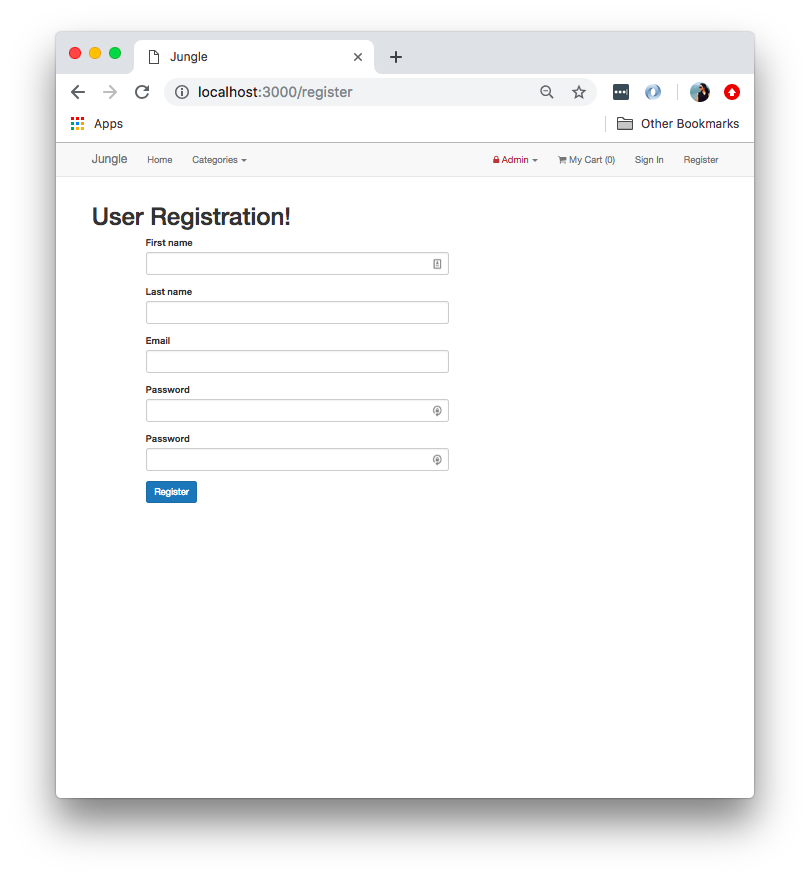 Jungle
localhost:3000/register
Apps
Other Bookmarks
Jungle Home Categories Admin My Cart (0) Sign In Register
User Registration!
First name
Last name
Email
Password
Password
Register